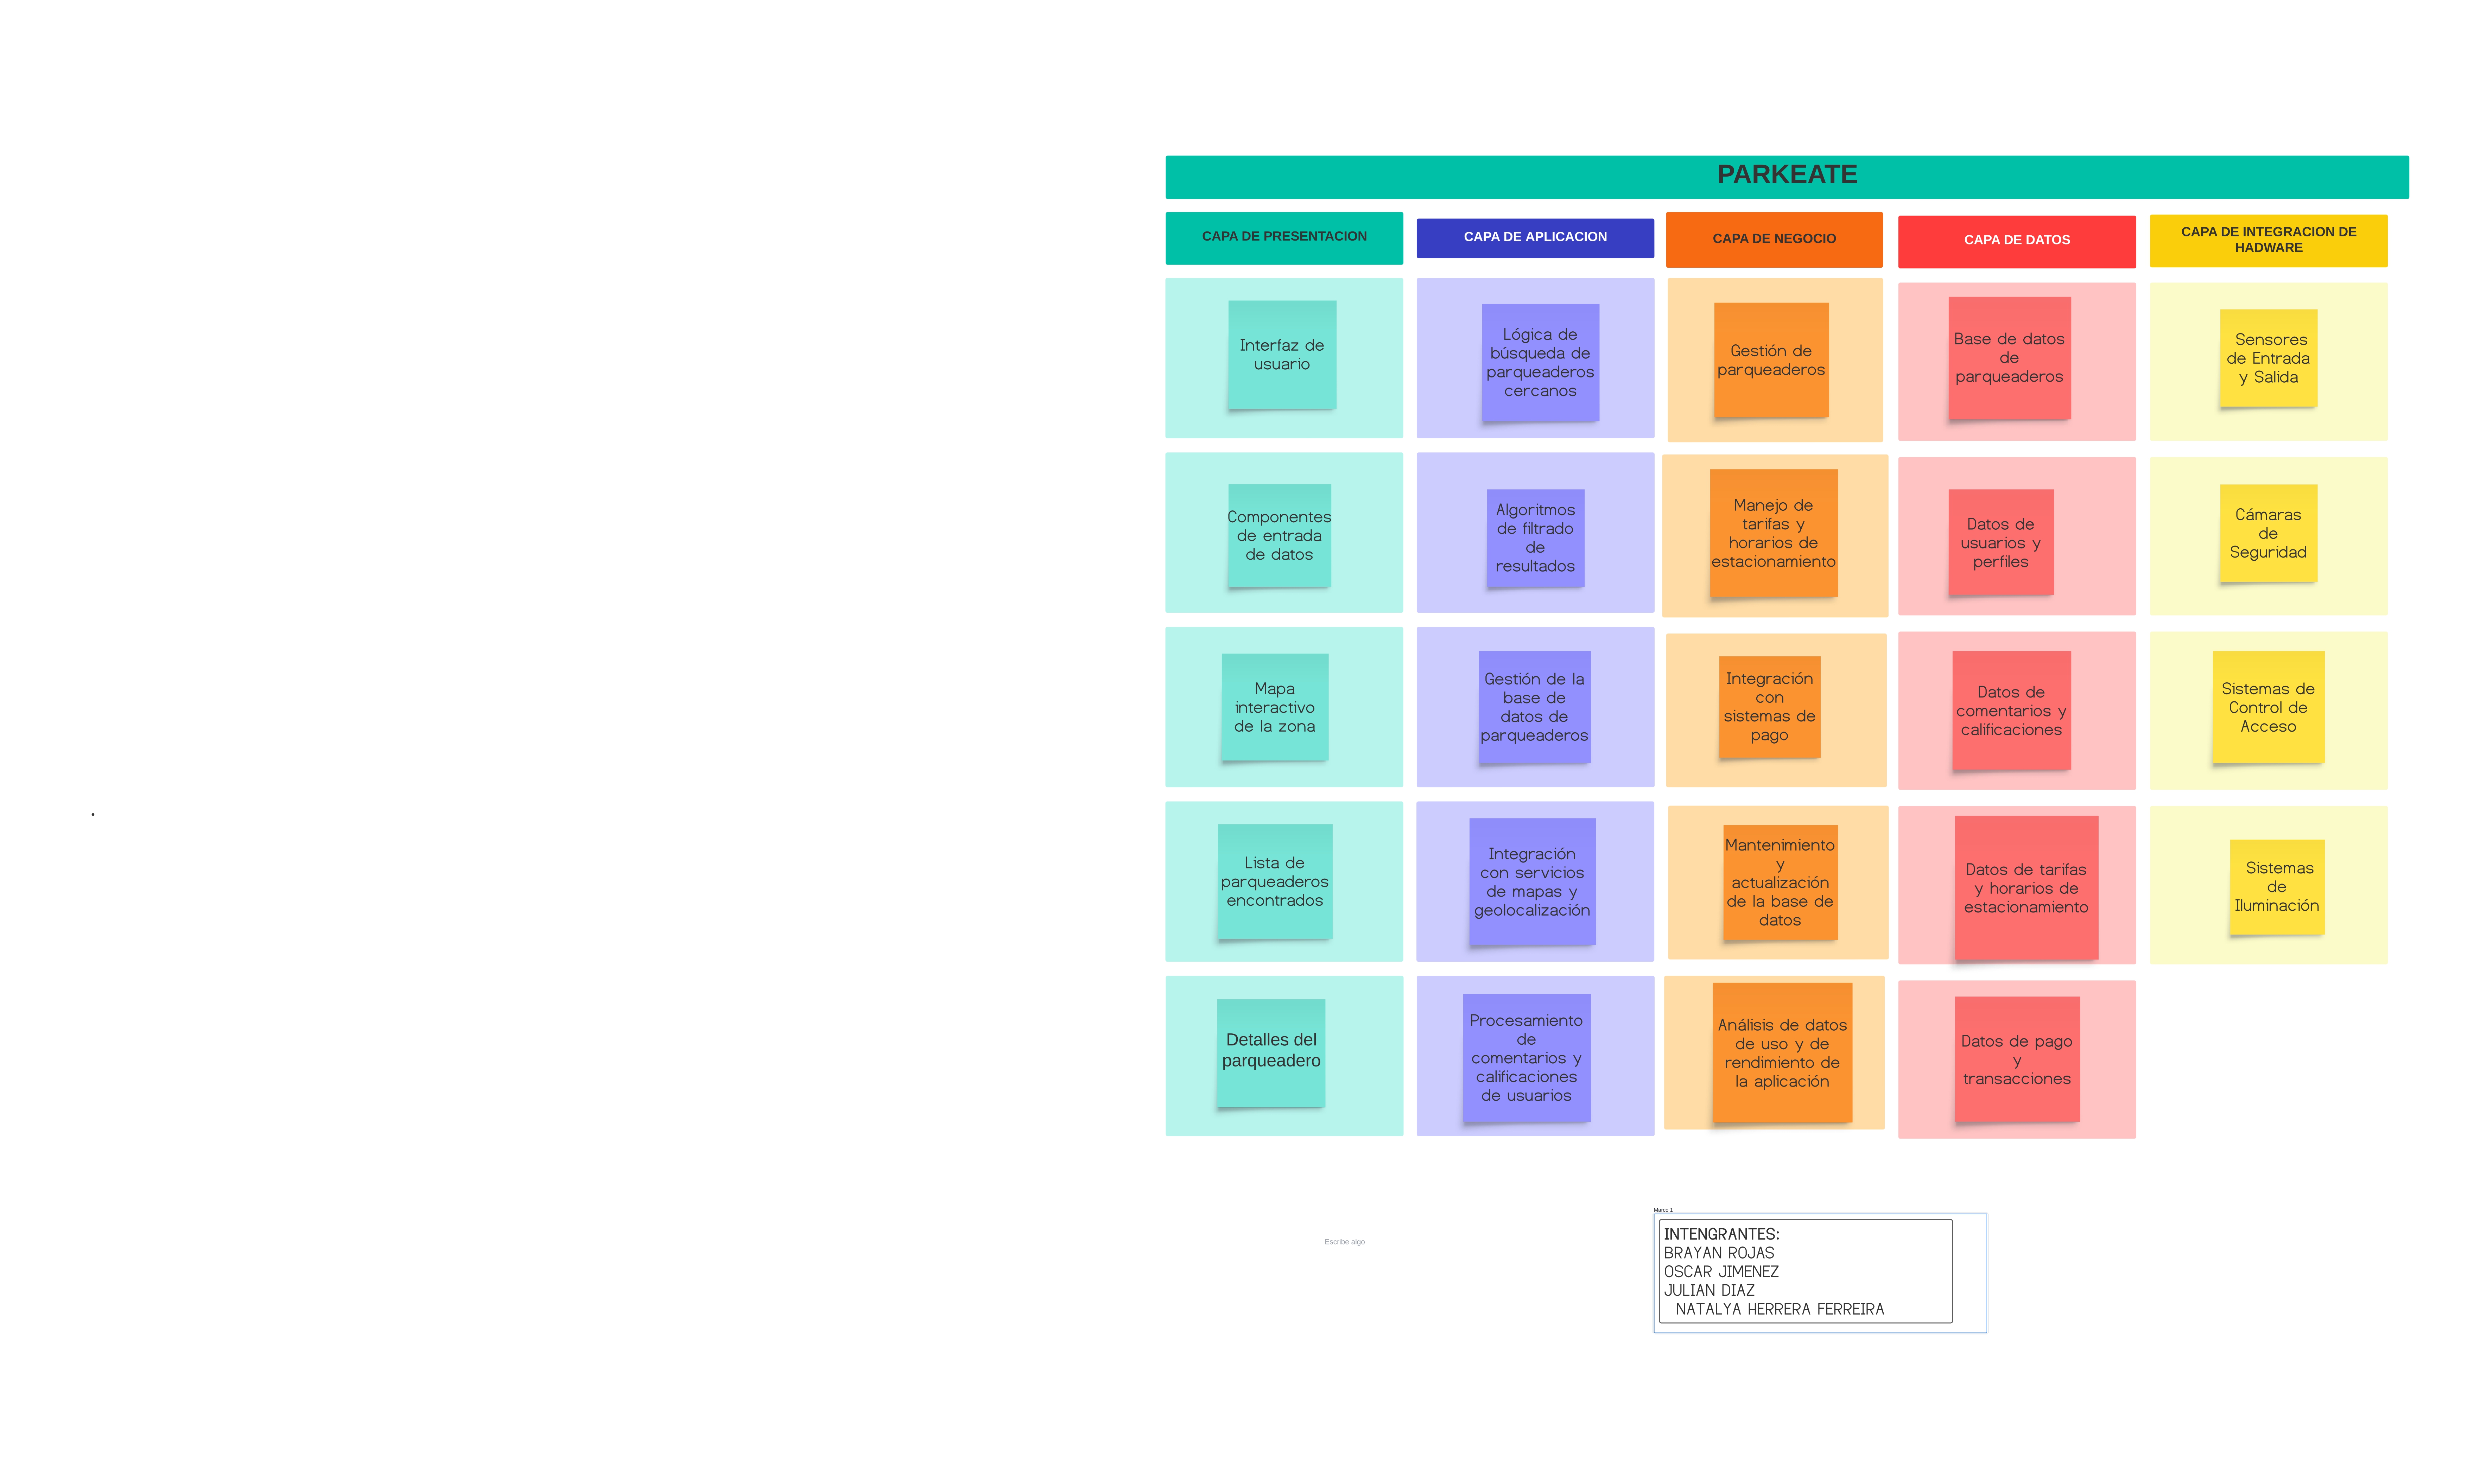 PARKEATE
CAPA DE PRESENTACION
Interfaz de
usuario
Componentes
de entrada
de datos
Mapa
interactivo
de la zona
Lista de
parqueaderos
encontrados
Detalles del
parqueadero
CAPA DE APLICACION
Lógica de
búsqueda de
parqueaderos
cercanos
Algoritmos
de filtrado
de
resultados
Gestión de la
base de
datos de
parqueaderos
Integración
con servicios
de mapas y
geolocalización
Procesamiento
de
comentarios y
calificaciones
de usuarios
CAPA DE NEGOCIO
Gestión de
parqueaderos
Manejo de
tarifas y
horarios de
estacionamiento
Integración
con
sistemas de
pago
Mantenimiento
y
actualización
de la base de
datos
Análisis de datos
de uso y de
rendimiento de
la aplicación
CAPA DE DATOS
Base de datos
de
parqueaderos
Datos de
usuarios y
perfiles
Datos de
comentarios y
calificaciones
Datos de tarifas
y horarios de
estacionamiento
Datos de pago
y
transacciones
CAPA DE INTEGRACION DE
HADWARE
Sensores
de Entrada
y Salida
Cámaras
de
Seguridad
Sistemas de
Control de
Acceso
Sistemas
de
Iluminación
Escribe algo
Marco 1
INTENGRANTES:
BRAYAN ROJAS
OSCAR JIMENEZ
JULIAN DIAZ
NATALYA HERRERA FERREIRA